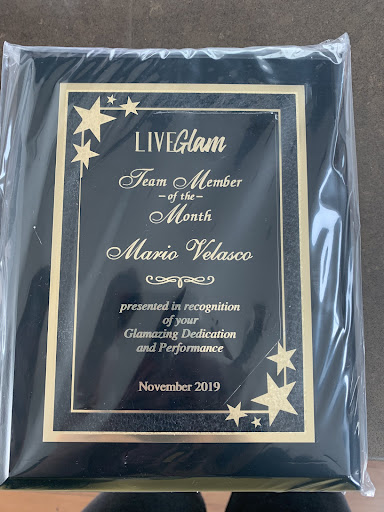 LIVEGlam
Team Member
of the
Month
Mario Velasco
presented in recognition
of your
Glamazing Dedication
and Performance
November 2019